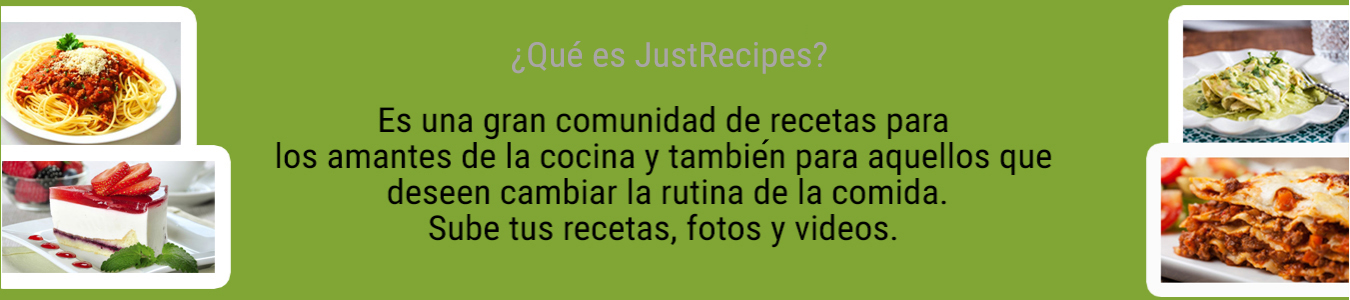 ¿Qué es JustRecipes?
Es una gran comunidad de recetas para
los amantes de la cocina y también para aquellos que
deseen cambiar la rutina de la comida.
Sube tus recetas, fotos y videos.